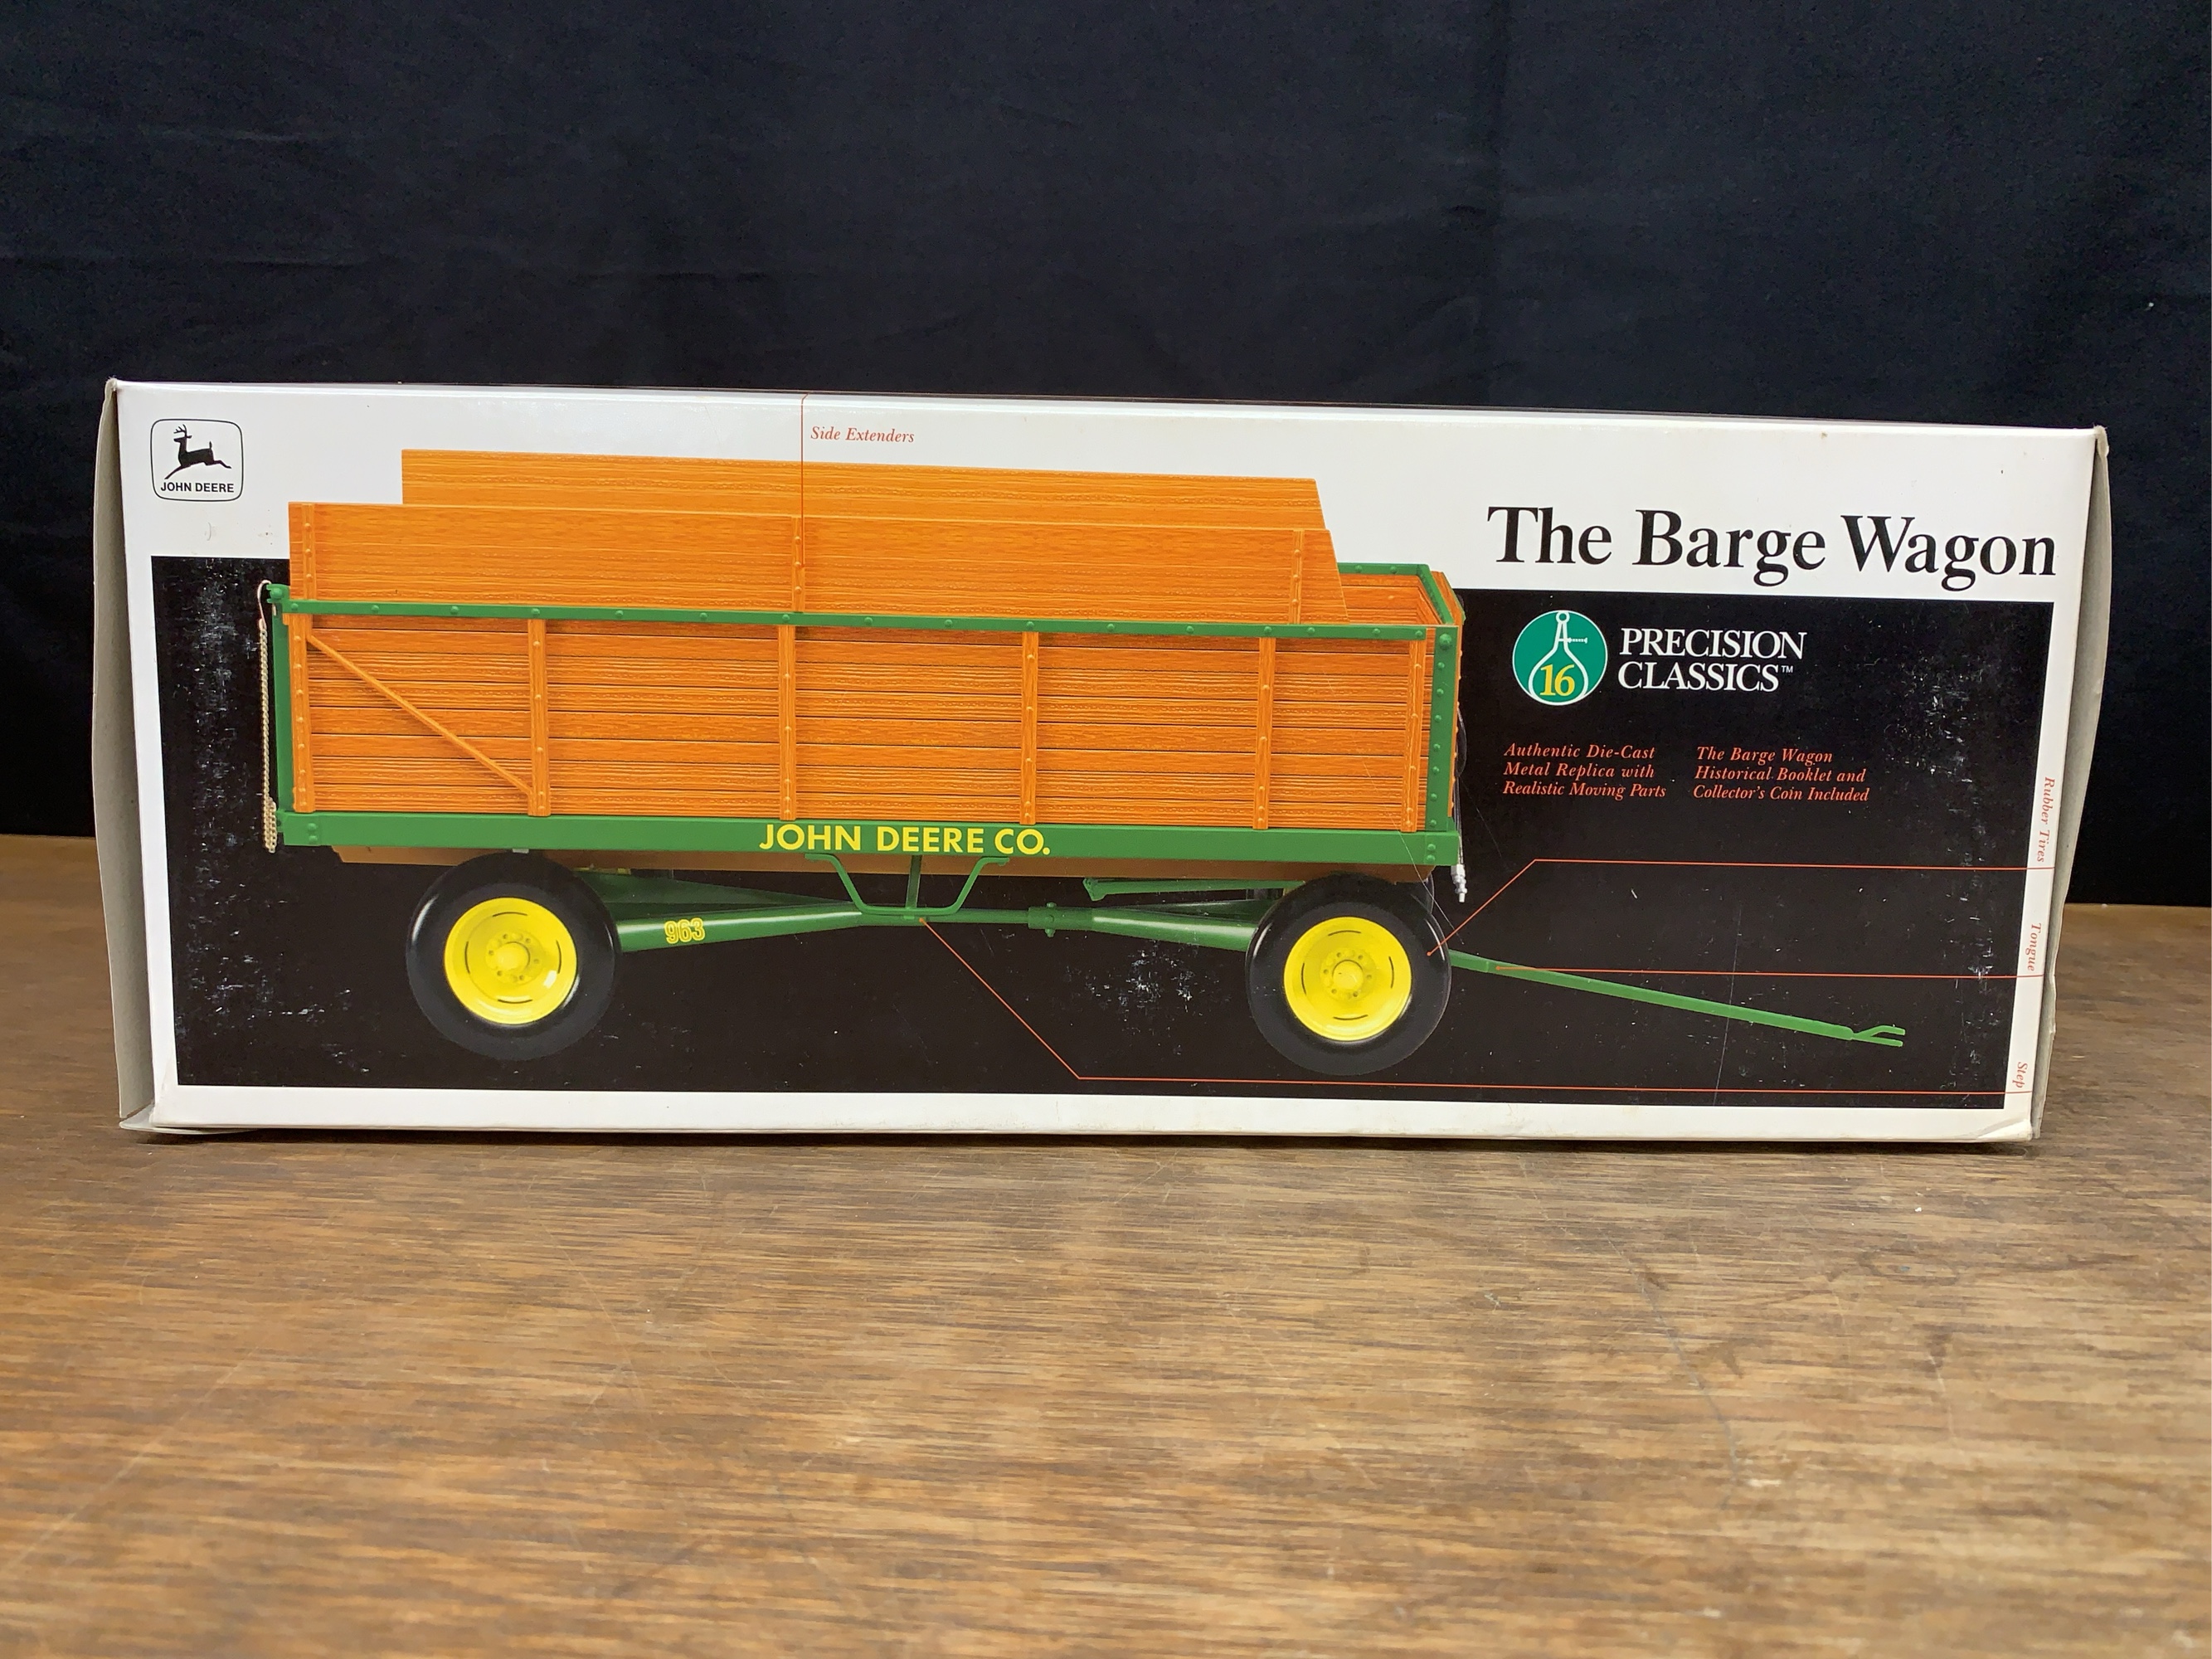 Side Extenders
JOHN DEERE
The Barge Wagon
16
PRECISION
CLASSICS™
Authentic Die-Cast
Metal Replica with
Realistic Moving Parts
The Barge Wagon
Historical Booklet and
Collector's Coin Included
JOHN DEERE CO.
963
Rubber Tires
Tongue
Step